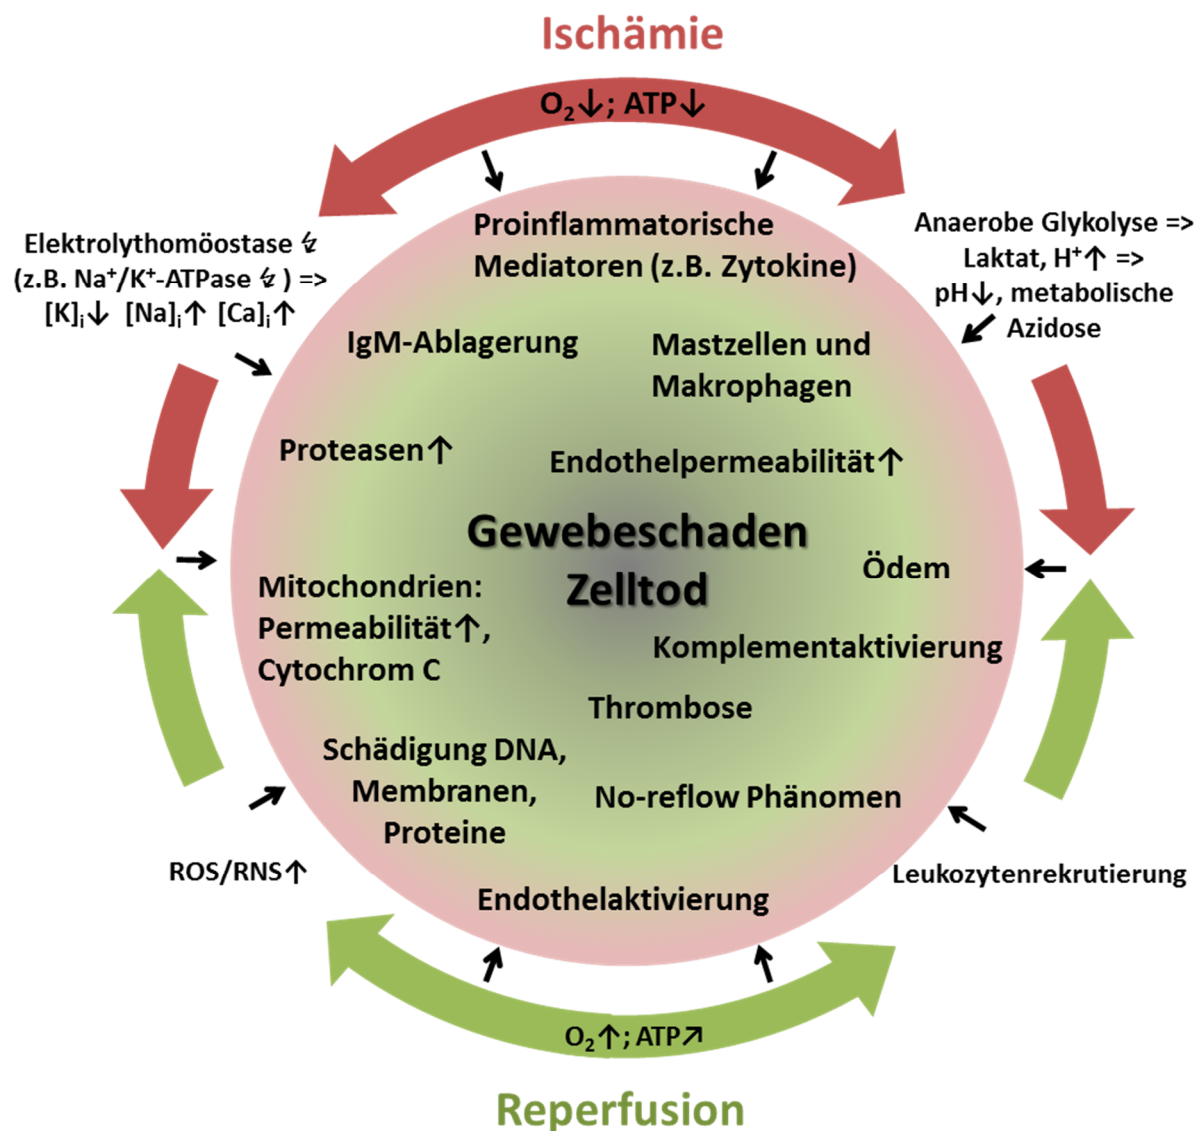 Ischämie
O₂↓; ATP↓
Elektrolythomöostase ↯
(z.B. Na⁺/K⁺-ATPase ↯ ) =>
[K]ᵢ↓ [Na]ᵢ↑ [Ca]ᵢ↑
Anaerobe Glykolyse =>
Laktat, H⁺↑ =>
pH↓, metabolische
Azidose
Proinflammatorische
Mediatoren (z.B. Zytokine)
IgM-Ablagerung
Mastzellen und
Makrophagen
Proteasen↑
Endothelpermeabilität↑
Gewebeschaden
Zelltod
Ödem
Mitochondrien:
Permeabilität↑,
Cytochrom C
Komplementaktivierung
Thrombose
Schädigung DNA,
Membranen,
Proteine
No-reflow Phänomen
Endothelaktivierung
ROS/RNS↑
Leukozytenrekrutierung
O₂↑; ATP↗
Reperfusion